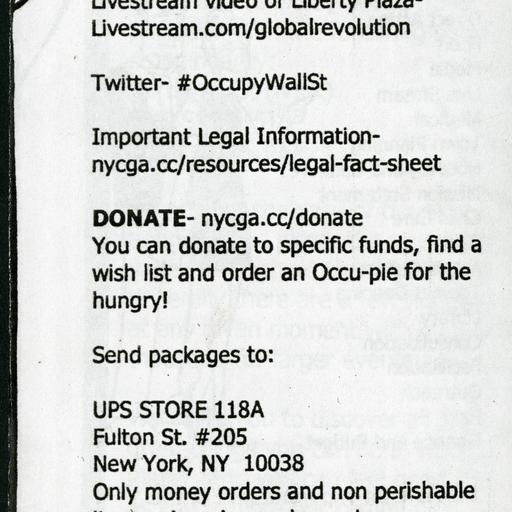 Livestream video of Liberty Plaza-
Livestream.com/globalrevolution
Twitter- #OccupyWallSt
Important Legal Information-
nycga.cc/resources/legal-fact-sheet
DONATE- nycga.cc/donate
You can donate to specific funds, find a
wish list and order an Occu-pie for the
hungry!
Send packages to:
UPS STORE 118A
Fulton St. #205
New York, NY  10038
Only money orders and non perishable